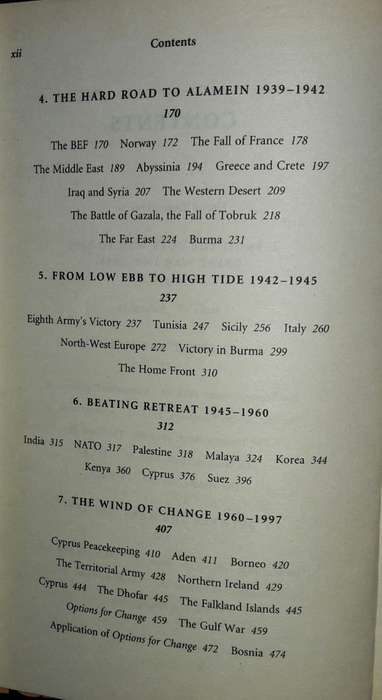 xii
Contents
4. THE HARD ROAD TO ALAMEIN 1939–1942
170
The BEF 170 Norway 172 The Fall of France 178
The Middle East 189 Abyssinia 194 Greece and Crete 197
Iraq and Syria 207 The Western Desert 209
The Battle of Gazala, the Fall of Tobruk 218
The Far East 224 Burma 231
5. FROM LOW EBB TO HIGH TIDE 1942–1945
237
Eighth Army's Victory 237 Tunisia 247 Sicily 256 Italy 260
North-West Europe 272 Victory in Burma 299
The Home Front 310
6. BEATING RETREAT 1945–1960
312
India 315 NATO 317 Palestine 318 Malaya 324 Korea 344
Kenya 360 Cyprus 376 Suez 396
7. THE WIND OF CHANGE 1960–1997
407
Cyprus Peacekeeping 410 Aden 411 Borneo 420
The Territorial Army 428 Northern Ireland 429
Cyprus 444 The Dhofar 445 The Falkland Islands 445
Options for Change 459 The Gulf War 459
Application of Options for Change 472 Bosnia 474